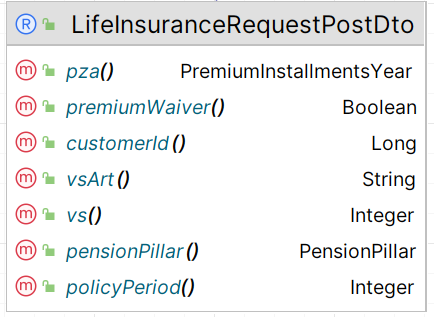 R LifeInsuranceRequestPostDto
m pza() PremiumInstallmentsYear
m premiumWaiver() Boolean
m customerId() Long
m vsArt() String
m vs() Integer
m pensionPillar() PensionPillar
m policyPeriod() Integer